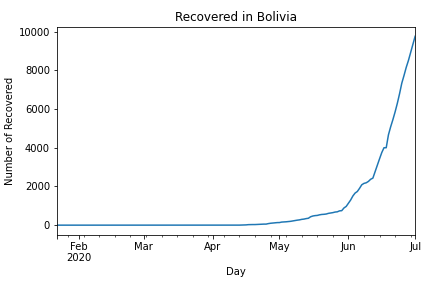 Recovered in Bolivia
Number of Recovered
10000
8000
6000
4000
2000
0
Feb Mar Apr May Jun Jul
2020
Day